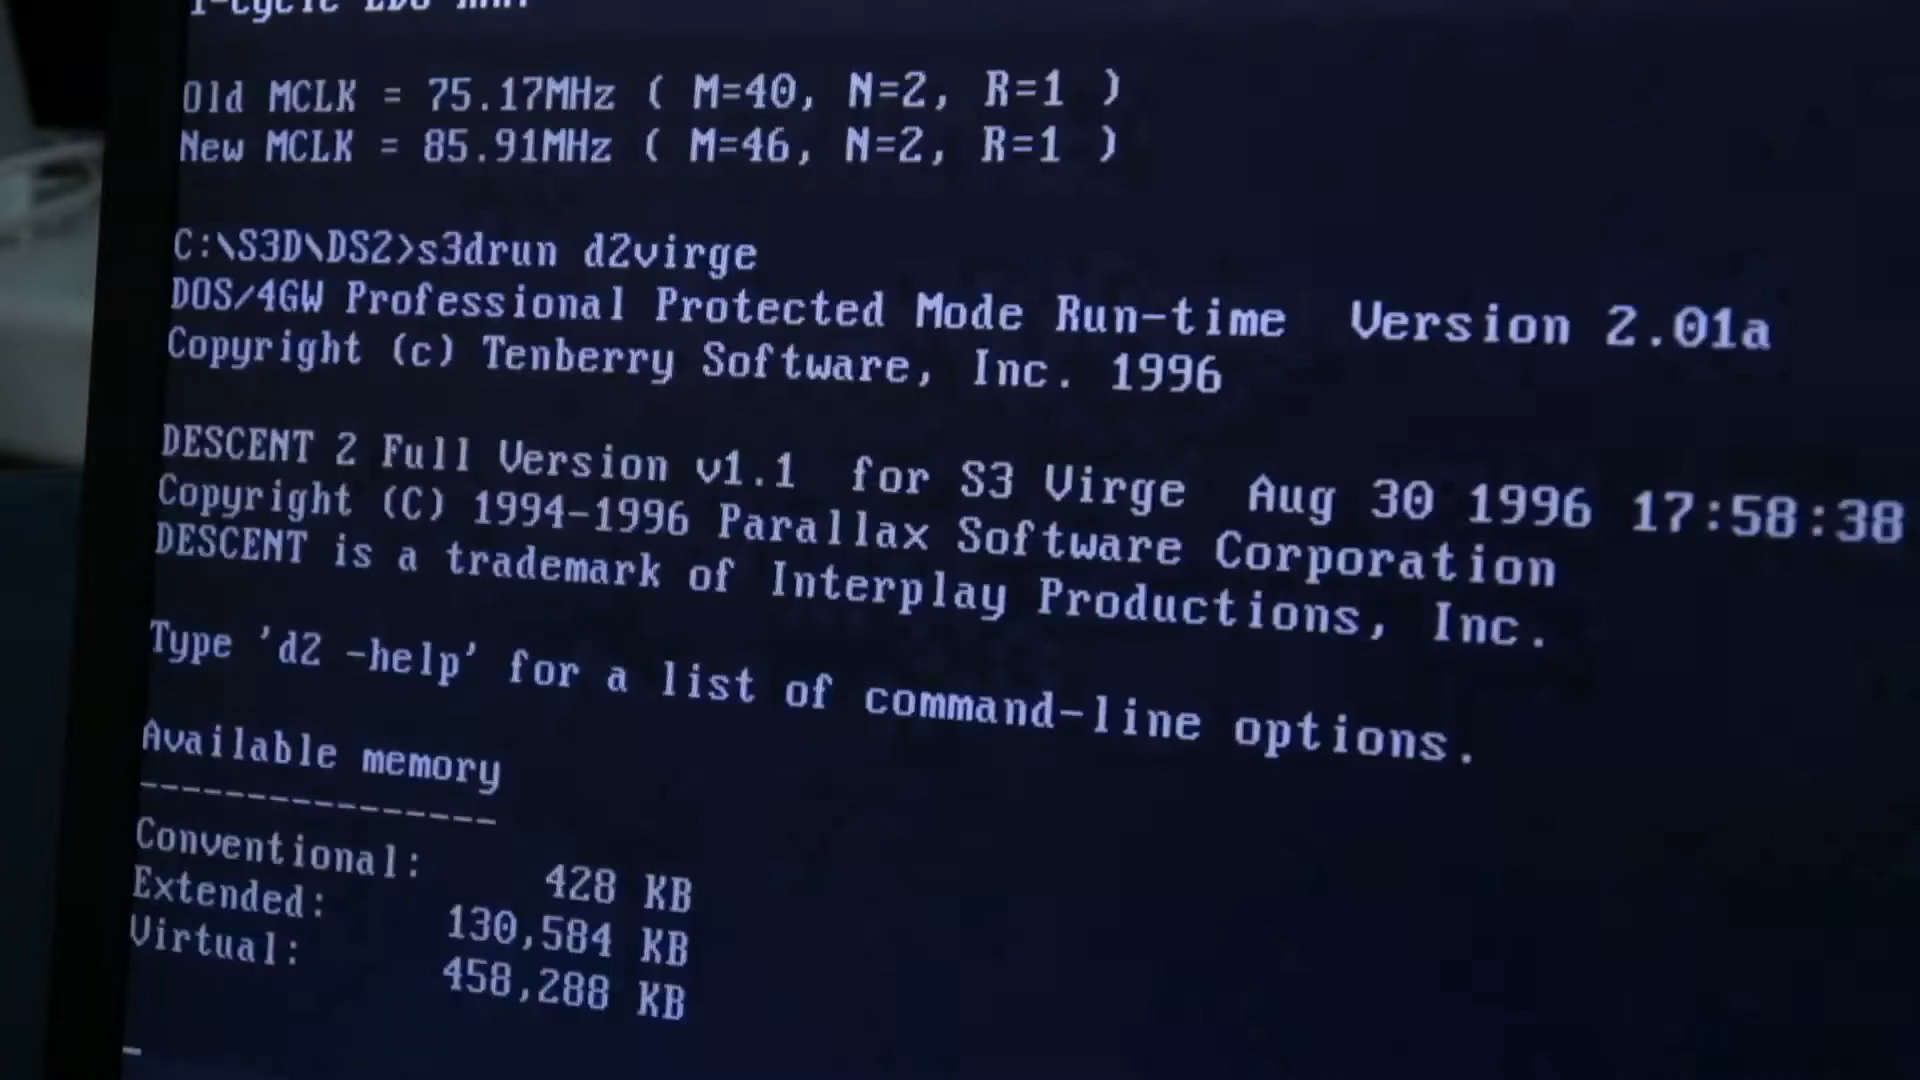 1-cycle EDO
Old MCLK = 75.17MHz ( M=40, N=2, R=1 )
New MCLK = 85.91MHz ( M=46, N=2, R=1 )
C:\S3D\DS2>s3drun d2virge
DOS/4GW Professional Protected Mode Run-time  Version 2.01a
Copyright (c) Tenberry Software, Inc. 1996
DESCENT 2 Full Version v1.1  for S3 Virge  Aug 30 1996 17:58:38
Copyright (C) 1994-1996 Parallax Software Corporation
DESCENT is a trademark of Interplay Productions, Inc.
Type 'd2 -help' for a list of command-line options.
Available memory
----------------
Conventional:     428 KB
Extended:     130,584 KB
Virtual:      458,288 KB
_